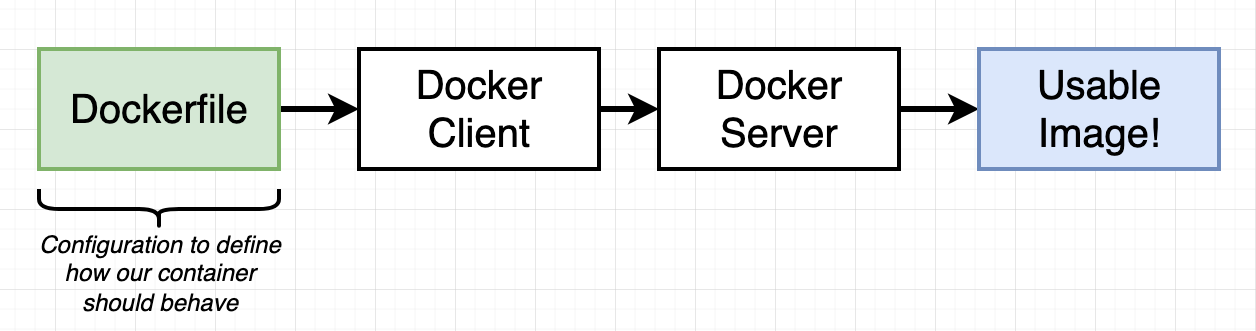 Dockerfile
Docker
Client
Docker
Server
Usable
Image!
Configuration to define
how our container
should behave